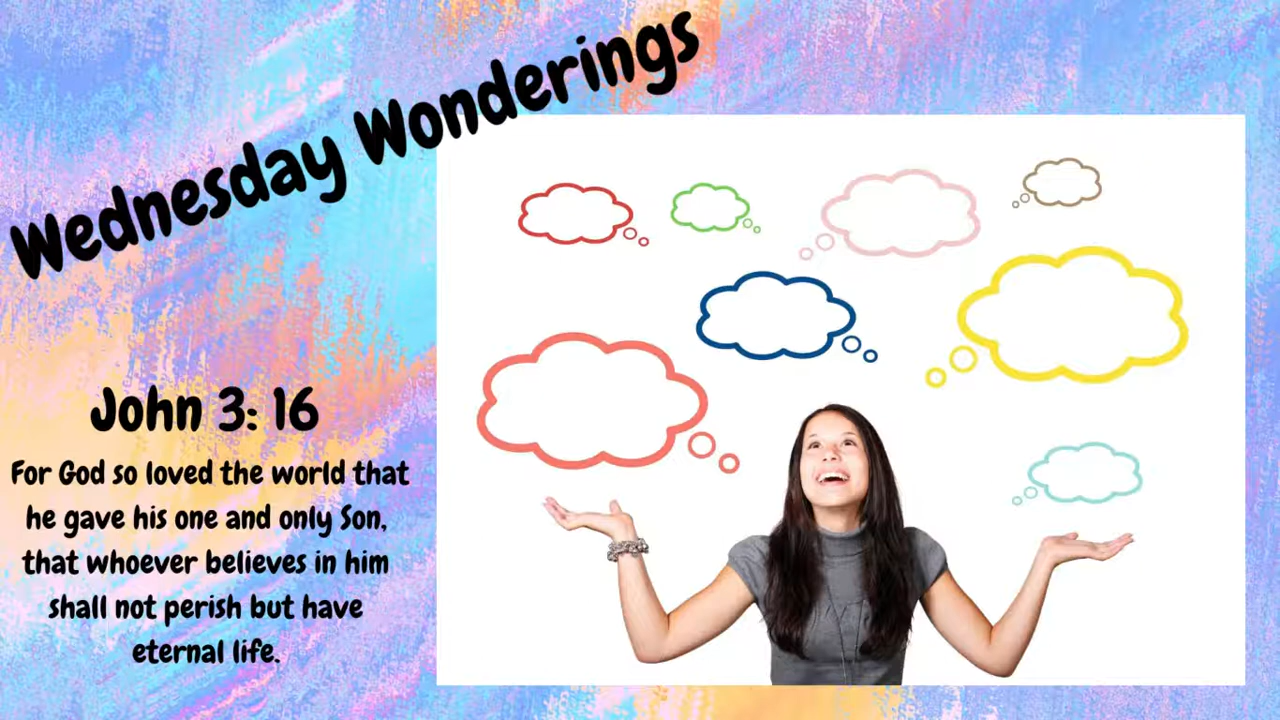 Wednesday Wonderings
John 3: 16
For God so loved the world that
he gave his one and only Son,
that whoever believes in him
shall not perish but have
eternal life.